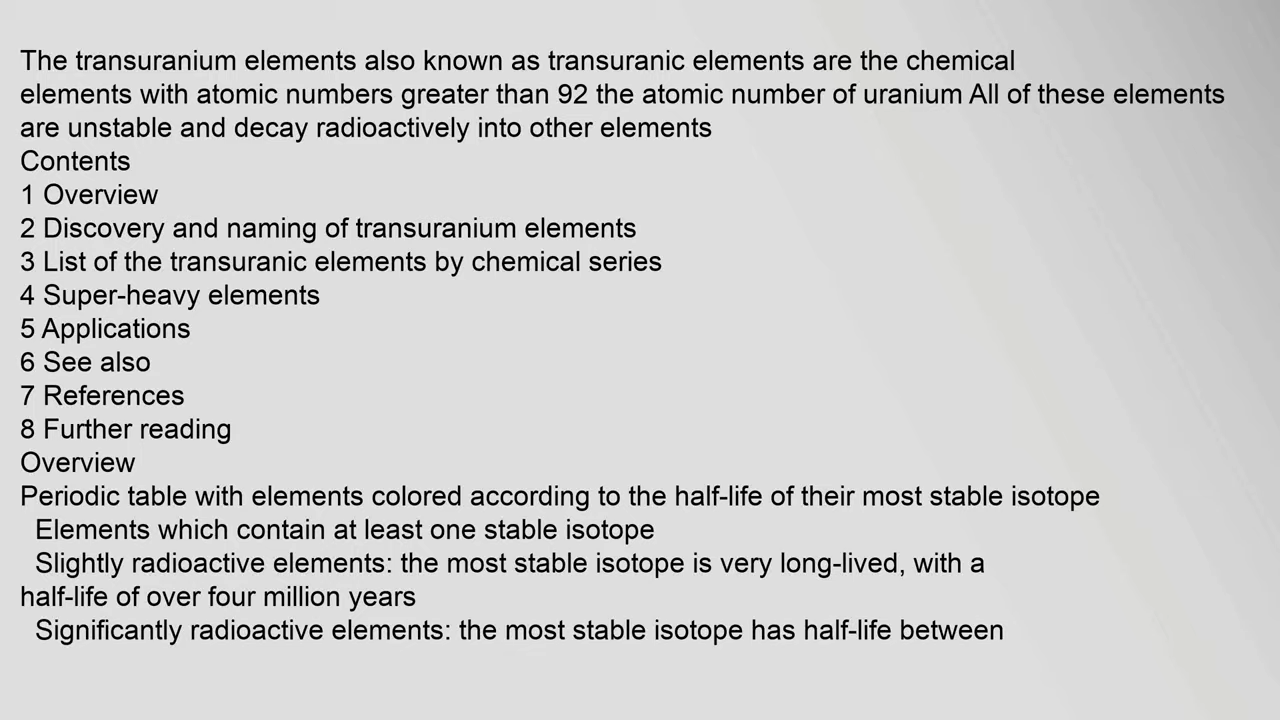 The transuranium elements also known as transuranic elements are the chemical
elements with atomic numbers greater than 92 the atomic number of uranium All of these elements
are unstable and decay radioactively into other elements
Contents
1 Overview
2 Discovery and naming of transuranium elements
3 List of the transuranic elements by chemical series
4 Super-heavy elements
5 Applications
6 See also
7 References
8 Further reading
Overview
Periodic table with elements colored according to the half-life of their most stable isotope
Elements which contain at least one stable isotope
Slightly radioactive elements: the most stable isotope is very long-lived, with a
half-life of over four million years
Significantly radioactive elements: the most stable isotope has half-life between